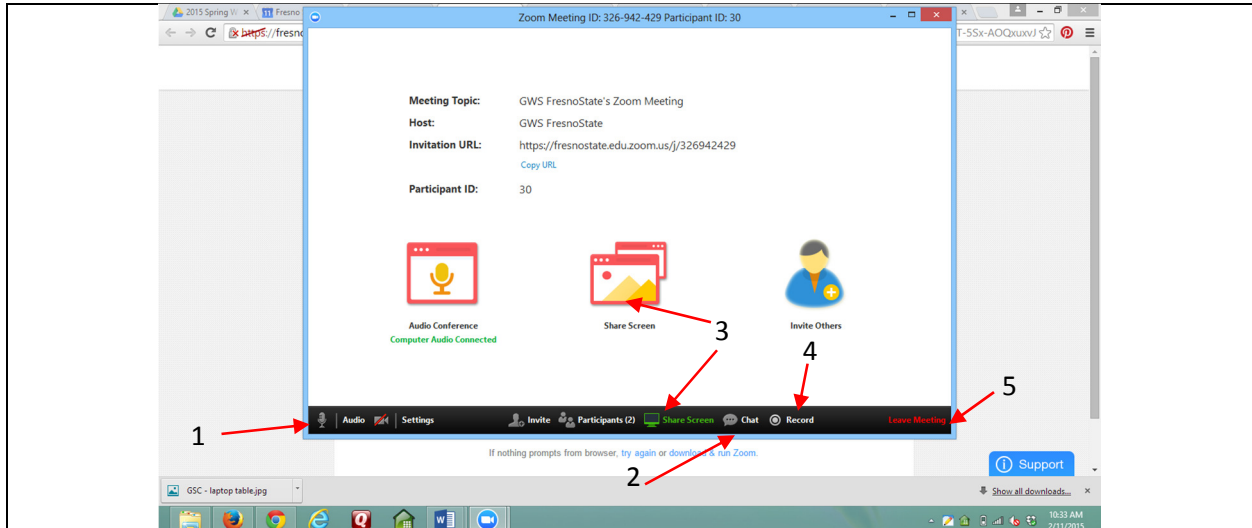 2015 Spring W
Fresno
Zoom Meeting ID: 326-942-429 Participant ID: 30
https://fresno
T-5Sx-AOQxuxvJ
Meeting Topic: GWS FresnoState's Zoom Meeting
Host: GWS FresnoState
Invitation URL: https://fresnostate.edu.zoom.us/j/326942429
Copy URL
Participant ID: 30
Audio Conference
Computer Audio Connected
Share Screen
Invite Others
3
4
5
1
2
Audio Settings Invite Participants (2) Share Screen Chat Record Leave Meeting
If nothing prompts from browser, try again or download & run Zoom.
Support
GSC - laptop table.jpg
Show all downloads...
10:33 AM
2/11/2015